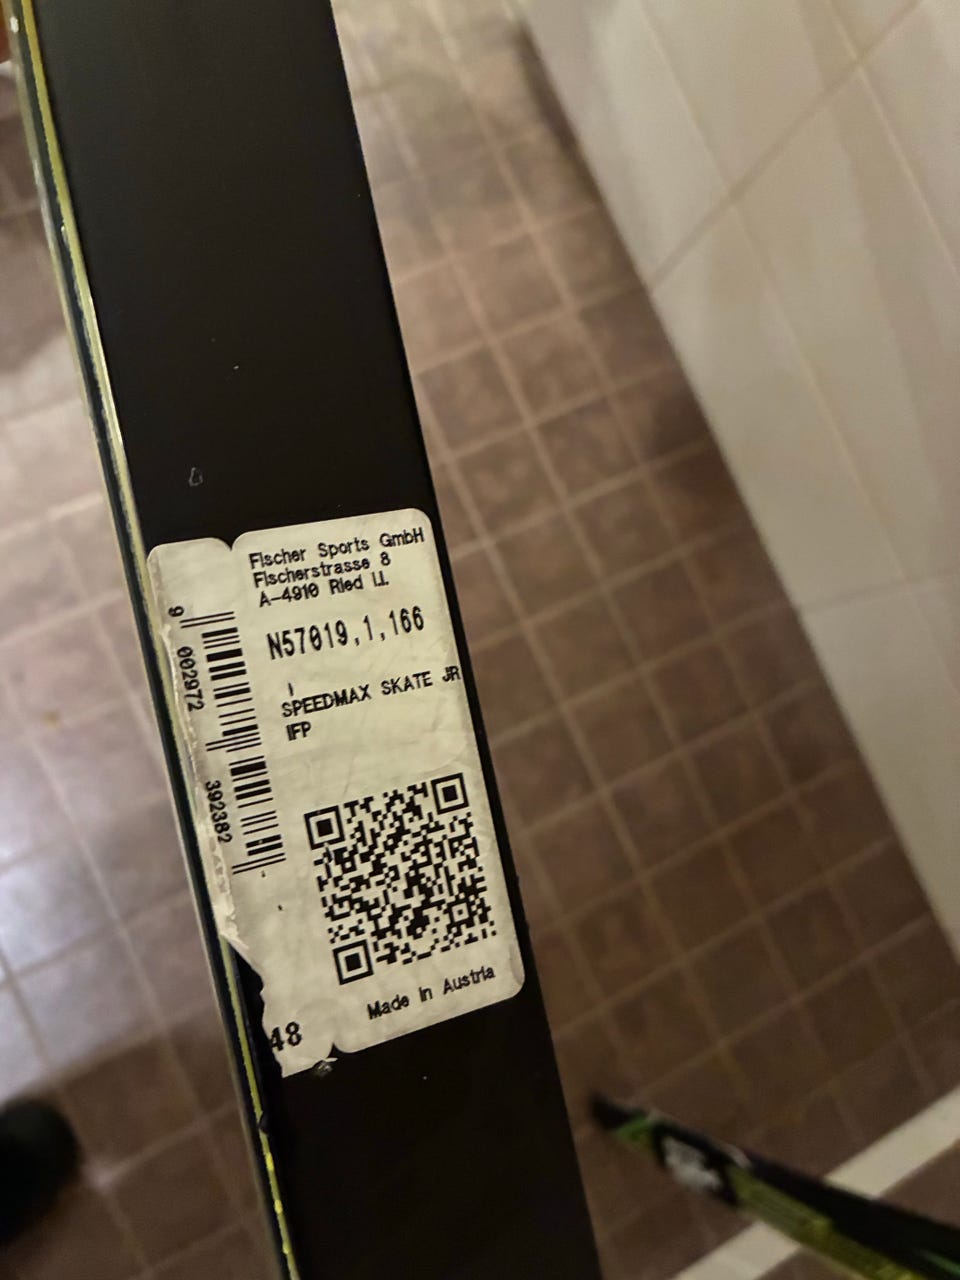 Fischer Sports GmbH
Fischerstrasse 8
A-4910 Ried i.I.
N57019,1,166
SPEEDMAX SKATE JR
IFP
9 002972 392382
Made in Austria
48